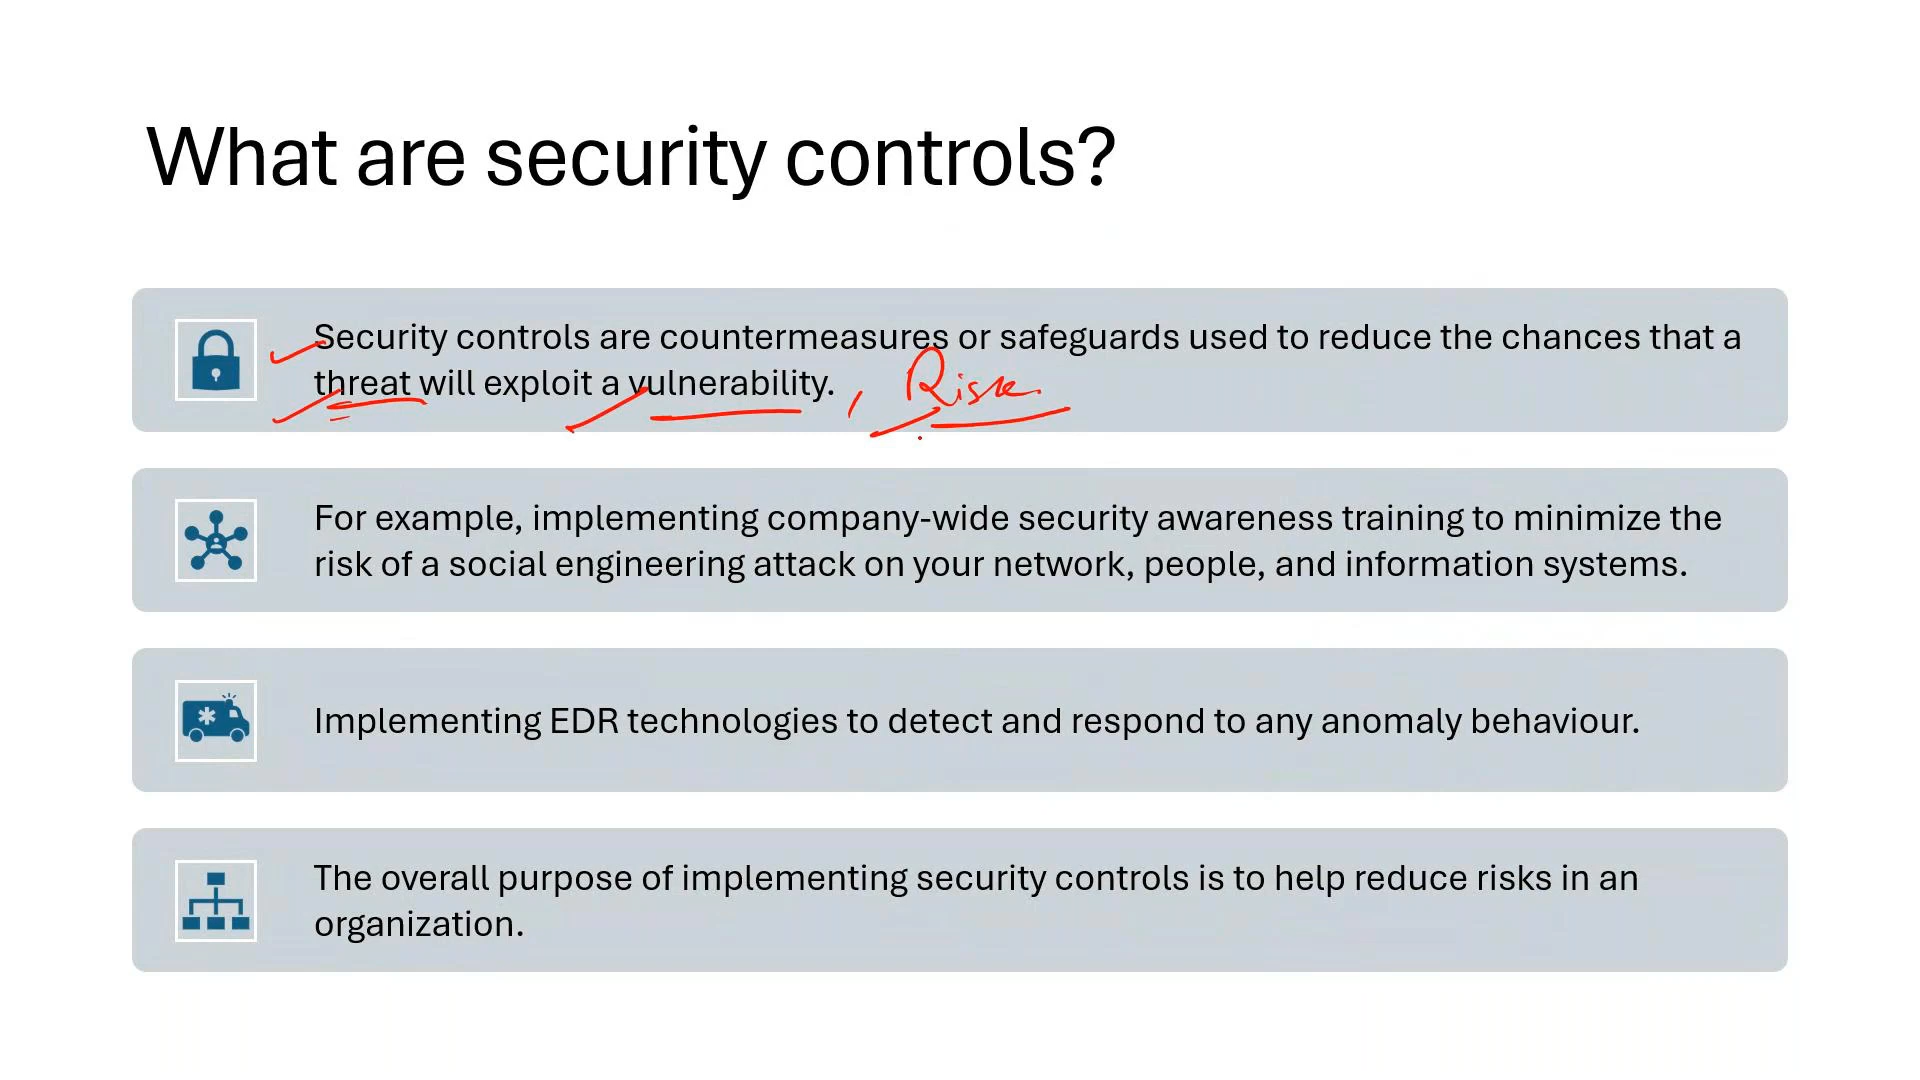 What are security controls?
Security controls are countermeasures or safeguards used to reduce the chances that a
threat will exploit a vulnerability. , Risk
For example, implementing company-wide security awareness training to minimize the
risk of a social engineering attack on your network, people, and information systems.
Implementing EDR technologies to detect and respond to any anomaly behaviour.
The overall purpose of implementing security controls is to help reduce risks in an
organization.